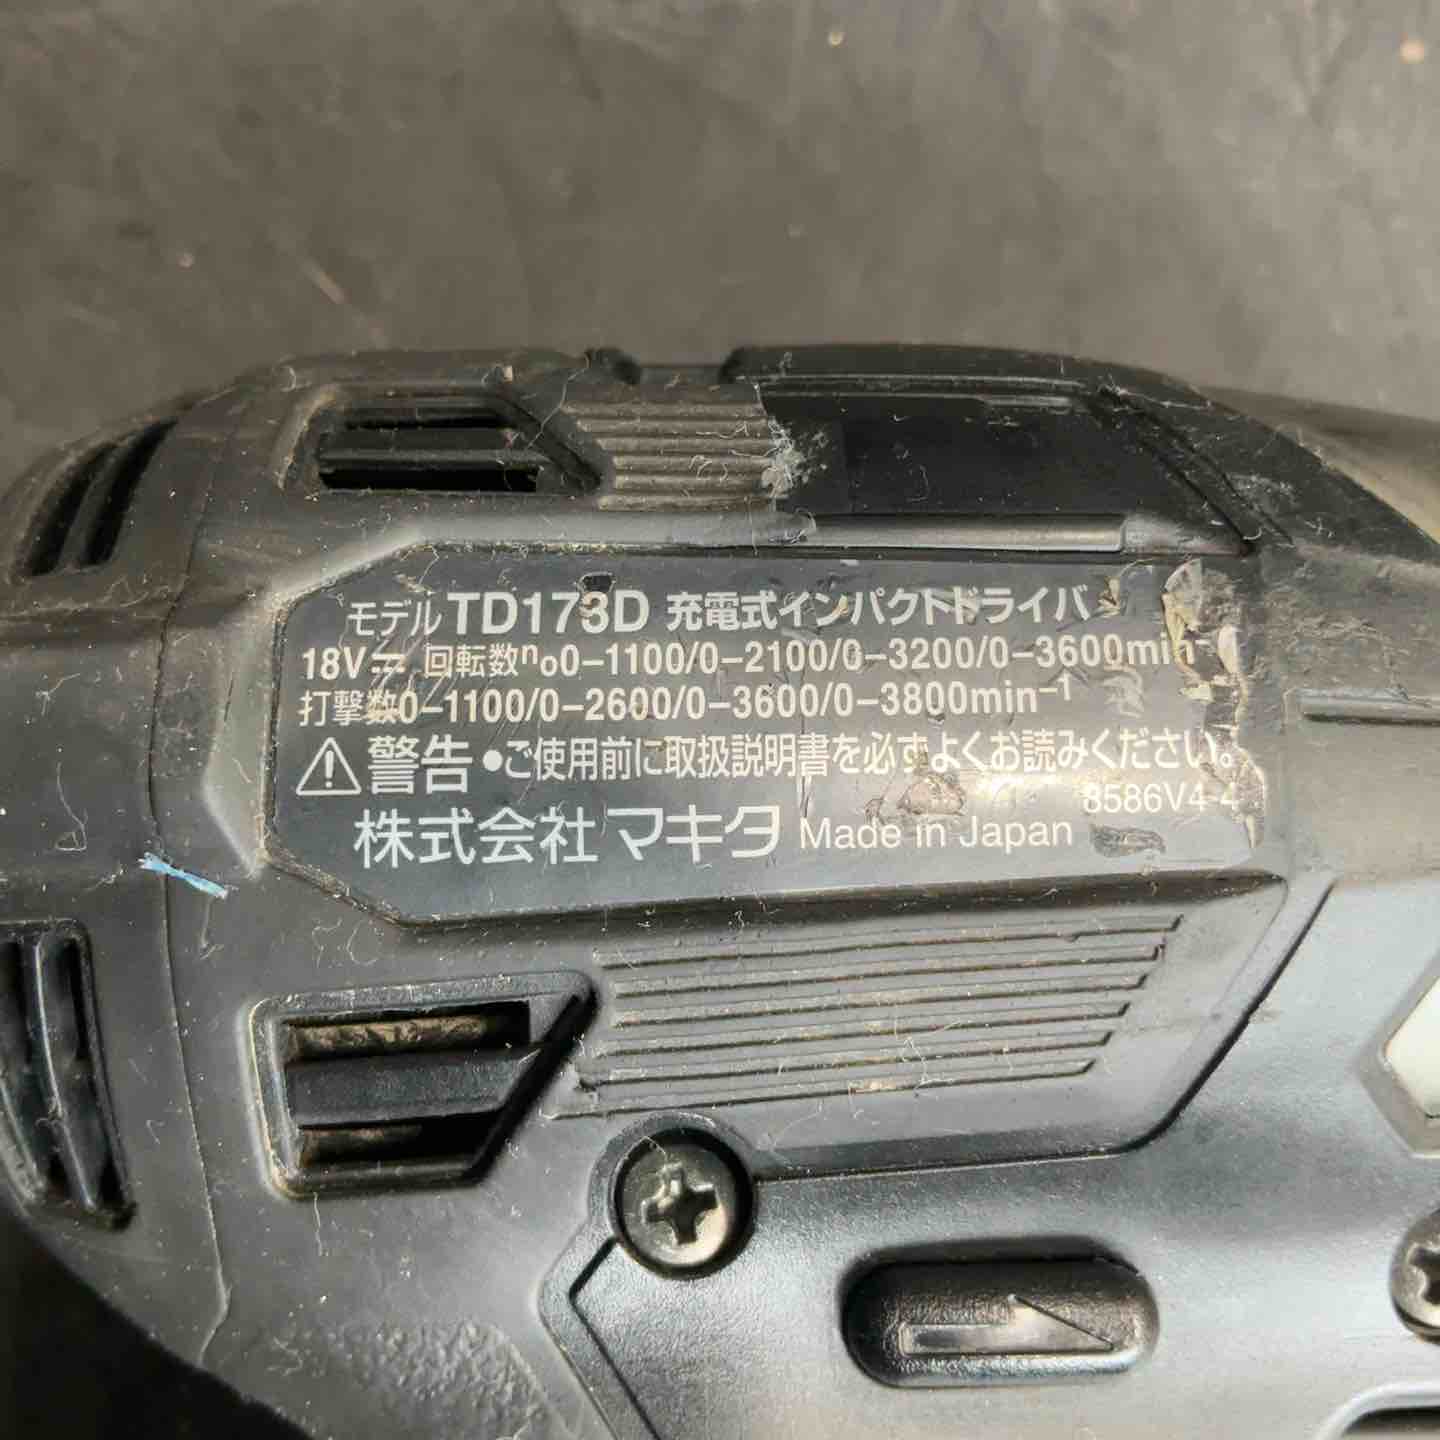 モデル TD173D 充電式インパクトドライバ
18V⎓ 回転数n₀0-1100/0-2100/0-3200/0-3600min⁻¹
打撃数0-1100/0-2600/0-3600/0-3800min⁻¹
⚠警告 •ご使用前に取扱説明書を必ずよくお読みください。
8586V4-4
株式会社マキタ Made in Japan